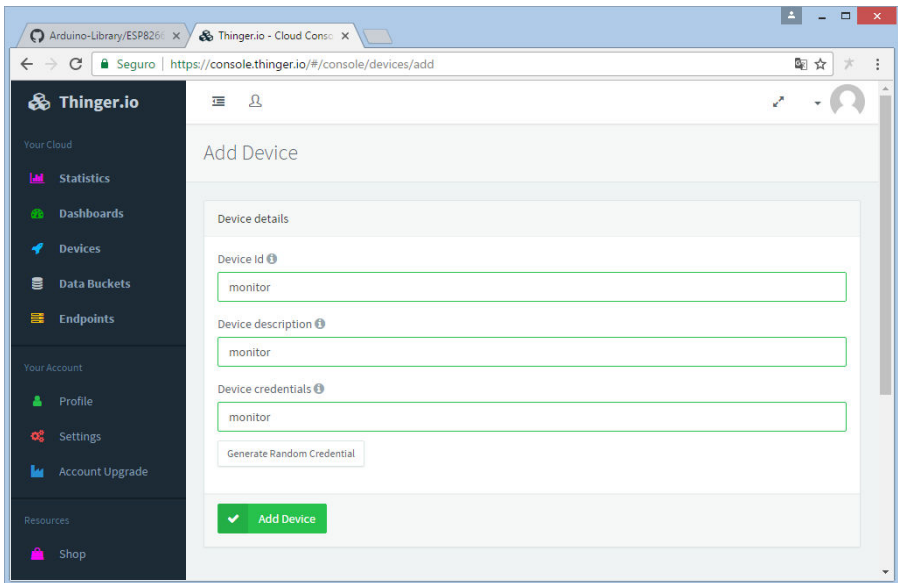 Arduino-Library/ESP826
Thinger.io - Cloud Conso
Seguro
https://console.thinger.io/#/console/devices/add
Thinger.io
Your Cloud
Statistics
Dashboards
Devices
Data Buckets
Endpoints
Your Account
Profile
Settings
Account Upgrade
Resources
Shop
Add Device
Device details
Device Id
monitor
Device description
monitor
Device credentials
monitor
Generate Random Credential
Add Device